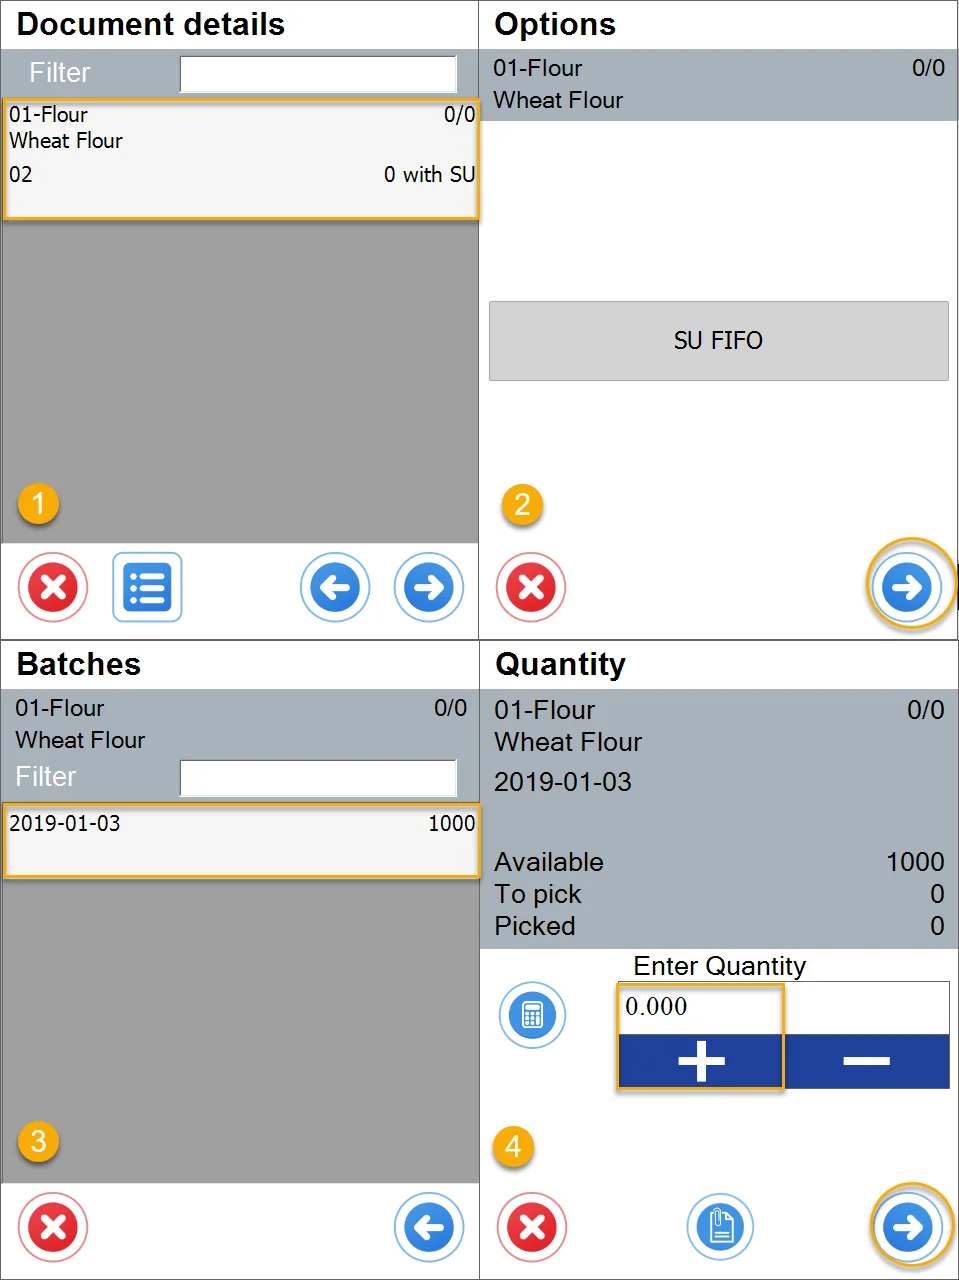 Document details
Filter
01-Flour 0/0
Wheat Flour
02 0 with SU
1
Options
01-Flour 0/0
Wheat Flour
SU FIFO
2
Batches
01-Flour 0/0
Wheat Flour
Filter
2019-01-03 1000
3
Quantity
01-Flour 0/0
Wheat Flour
2019-01-03
Available 1000
To pick 0
Picked 0
Enter Quantity
0.000
4